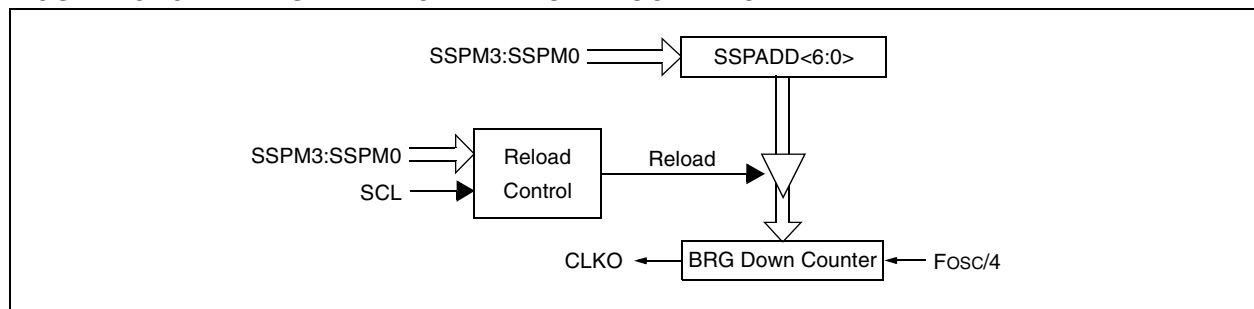 SSPM3:SSPM0
SSPADD<6:0>
SSPM3:SSPM0
SCL
Reload
Control
Reload
CLKO
BRG Down Counter
FOSC/4